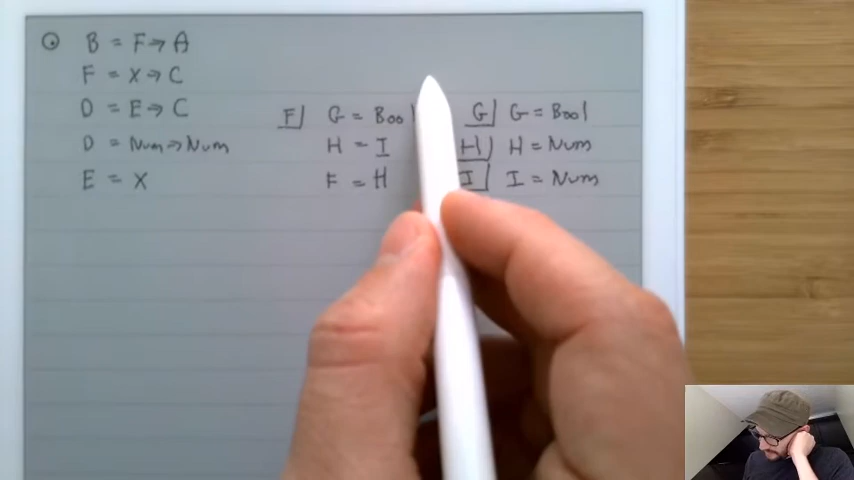 ⊙ B = F → A
F = X → C
D = E → C
D = Num → Num
E = X
F] G = Bool
H = I
F = H
G] G = Bool
H] H = Num
I] I = Num